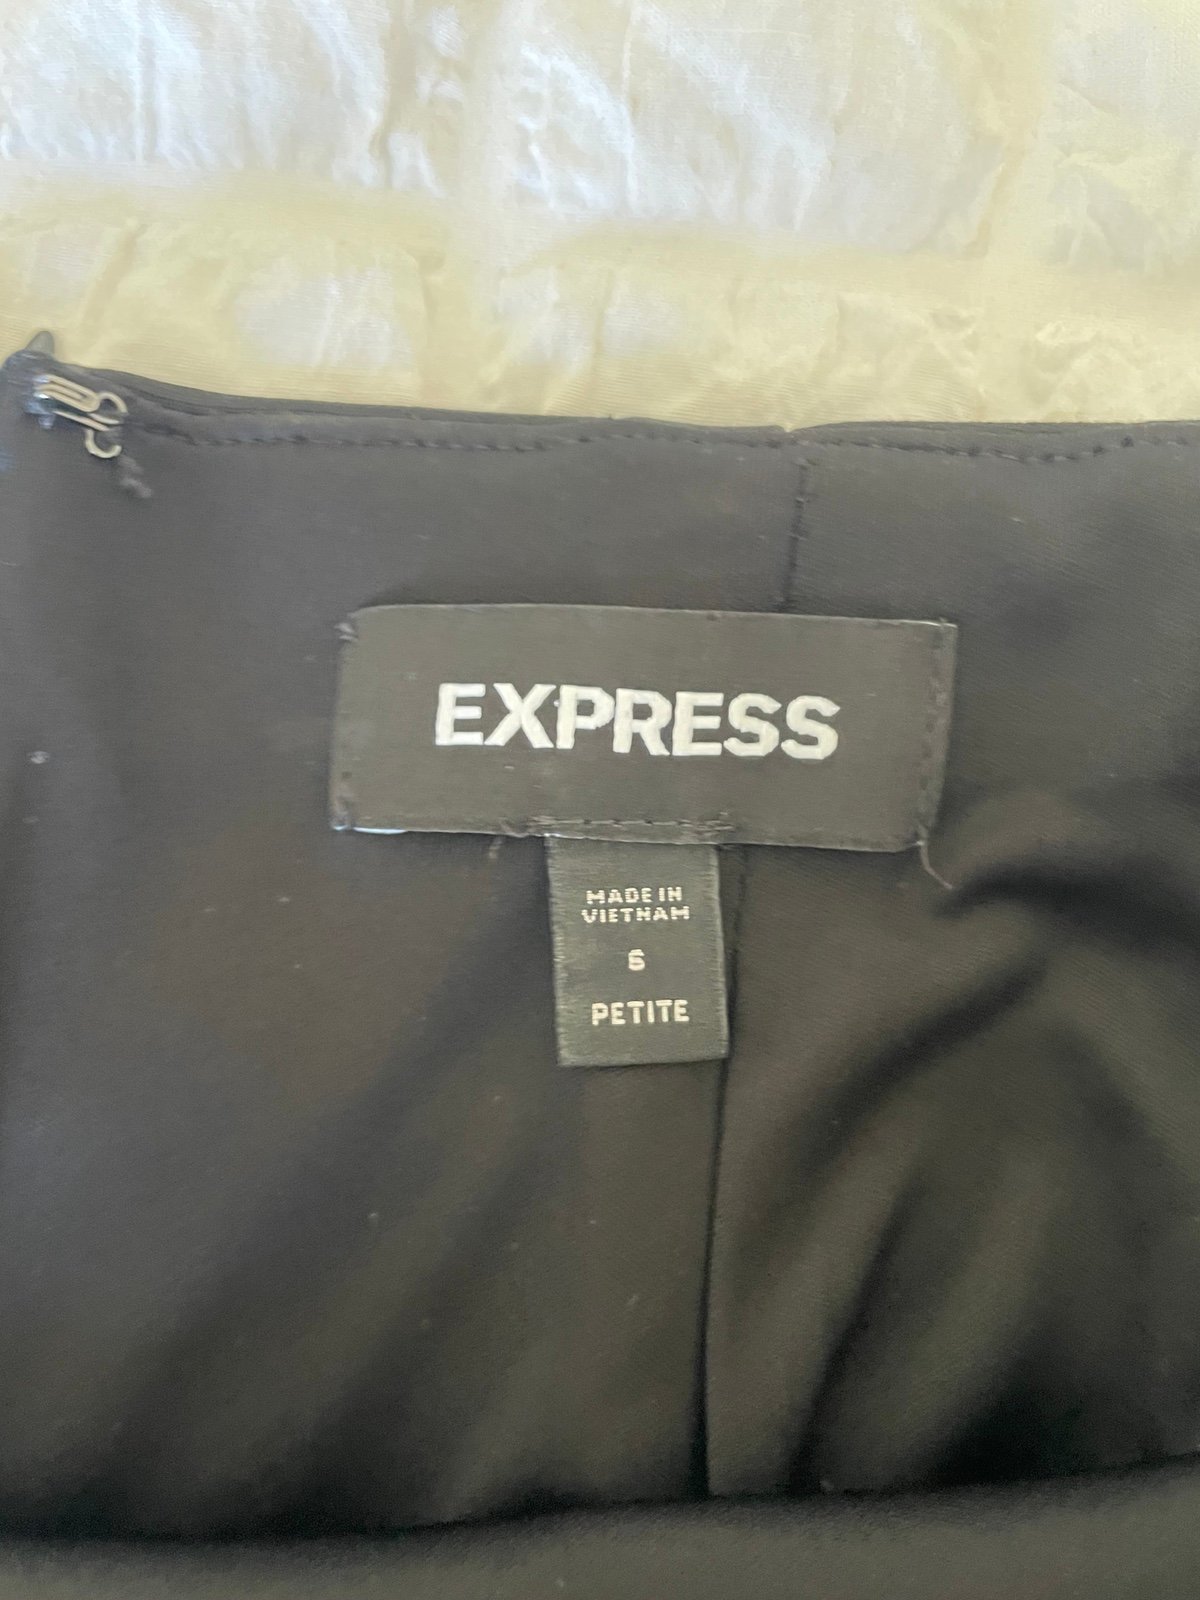 EXPRESS
MADE IN
VIETNAM
6
PETITE